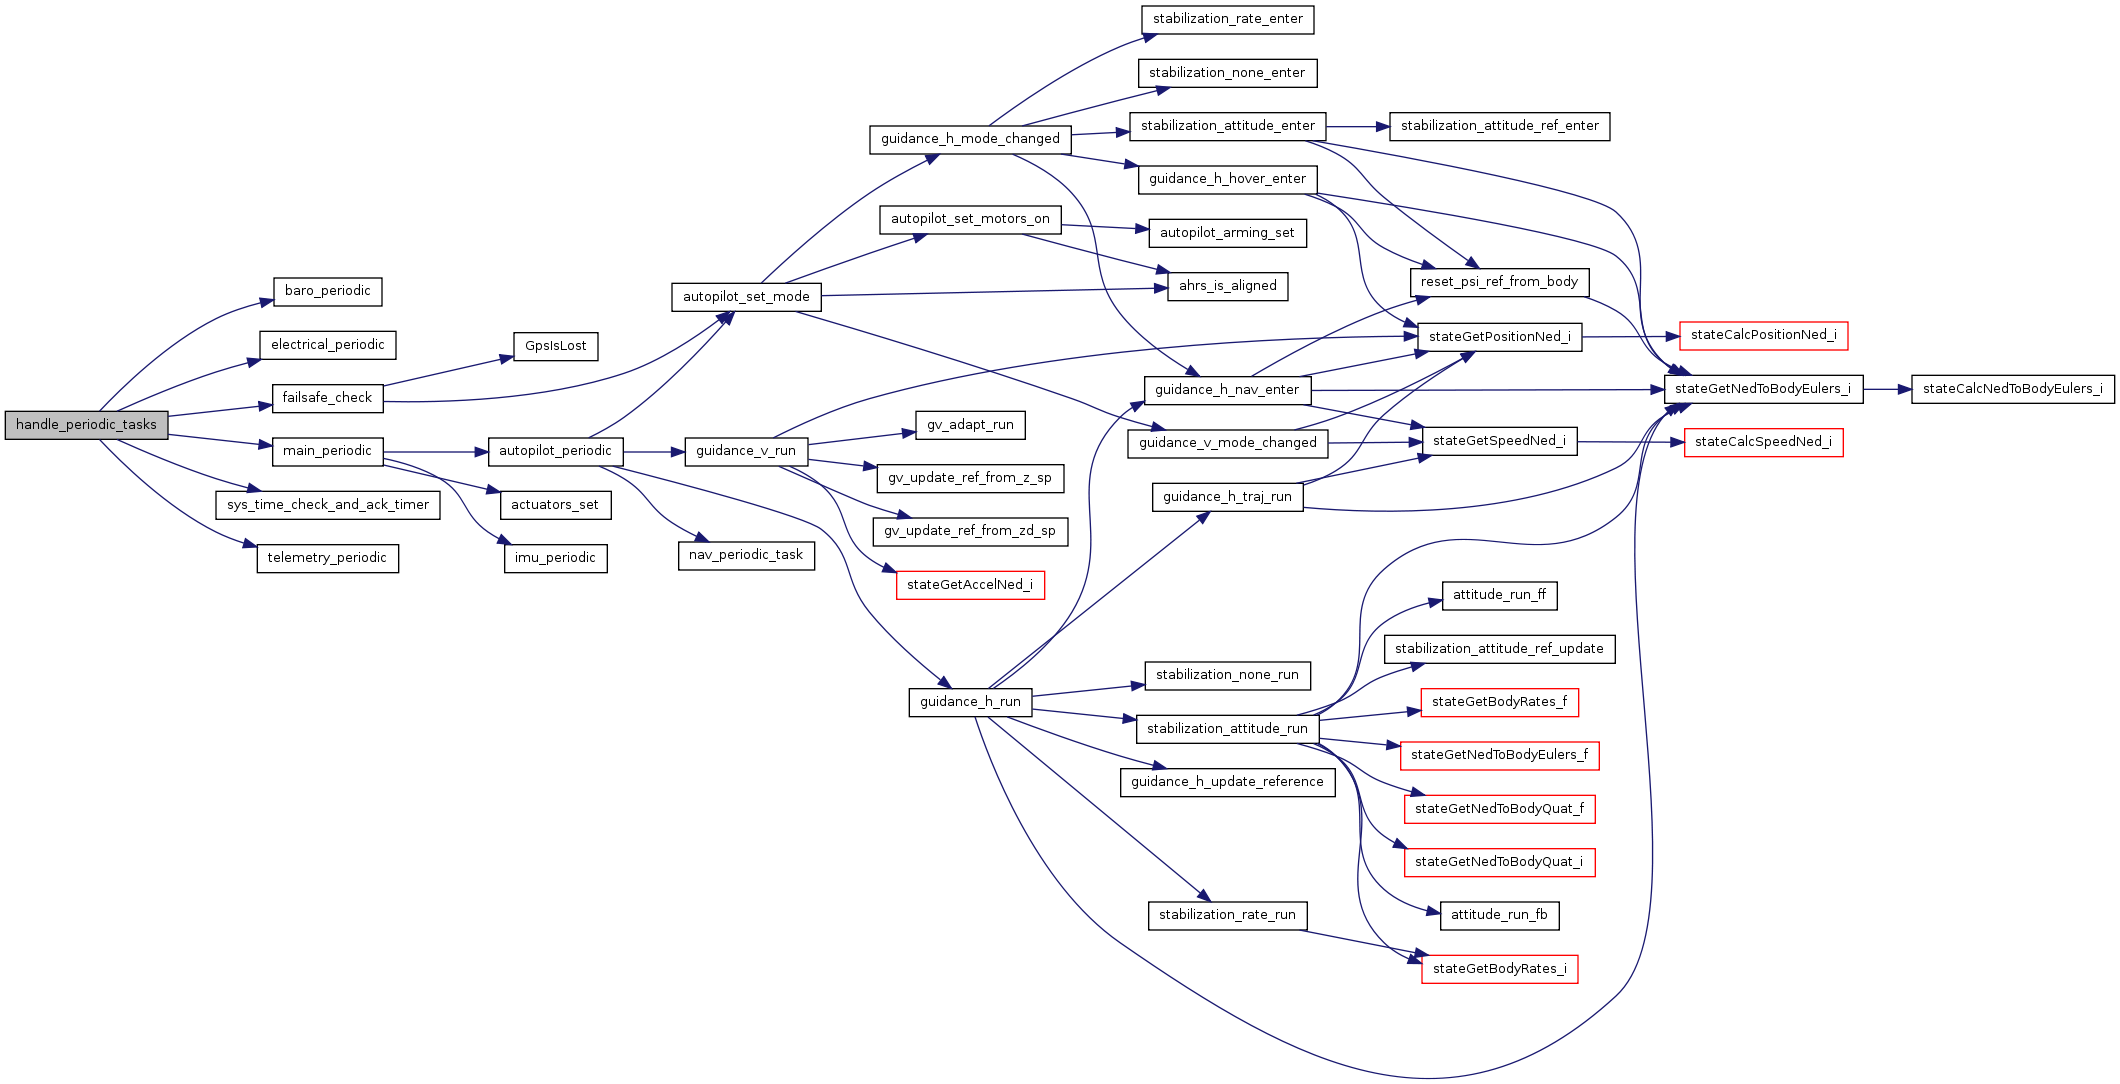 handle_periodic_tasks
baro_periodic
electrical_periodic
failsafe_check
main_periodic
sys_time_check_and_ack_timer
telemetry_periodic
GpsIsLost
autopilot_periodic
actuators_set
imu_periodic
autopilot_set_mode
guidance_v_run
nav_periodic_task
guidance_h_mode_changed
autopilot_set_motors_on
gv_adapt_run
gv_update_ref_from_z_sp
gv_update_ref_from_zd_sp
stateGetAccelNed_i
guidance_h_run
stabilization_rate_enter
stabilization_none_enter
stabilization_attitude_enter
guidance_h_hover_enter
autopilot_arming_set
ahrs_is_aligned
guidance_h_nav_enter
guidance_v_mode_changed
guidance_h_traj_run
stabilization_none_run
stabilization_attitude_run
guidance_h_update_reference
stabilization_rate_run
stabilization_attitude_ref_enter
reset_psi_ref_from_body
stateGetPositionNed_i
stateGetSpeedNed_i
attitude_run_ff
stabilization_attitude_ref_update
stateGetBodyRates_f
stateGetNedToBodyEulers_f
stateGetNedToBodyQuat_f
stateGetNedToBodyQuat_i
attitude_run_fb
stateGetBodyRates_i
stateCalcPositionNed_i
stateGetNedToBodyEulers_i
stateCalcSpeedNed_i
stateCalcNedToBodyEulers_i